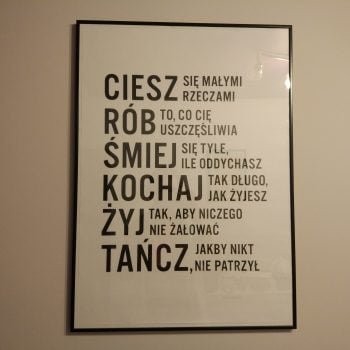 CIESZ SIĘ MAŁYMI RZECZAMI
RÓB TO, CO CIĘ USZCZĘŚLIWIA
ŚMIEJ SIĘ TYLE, ILE ODDYCHASZ
KOCHAJ TAK DŁUGO, JAK ŻYJESZ
ŻYJ TAK, ABY NICZEGO NIE ŻAŁOWAĆ
TAŃCZ, JAKBY NIKT NIE PATRZYŁ